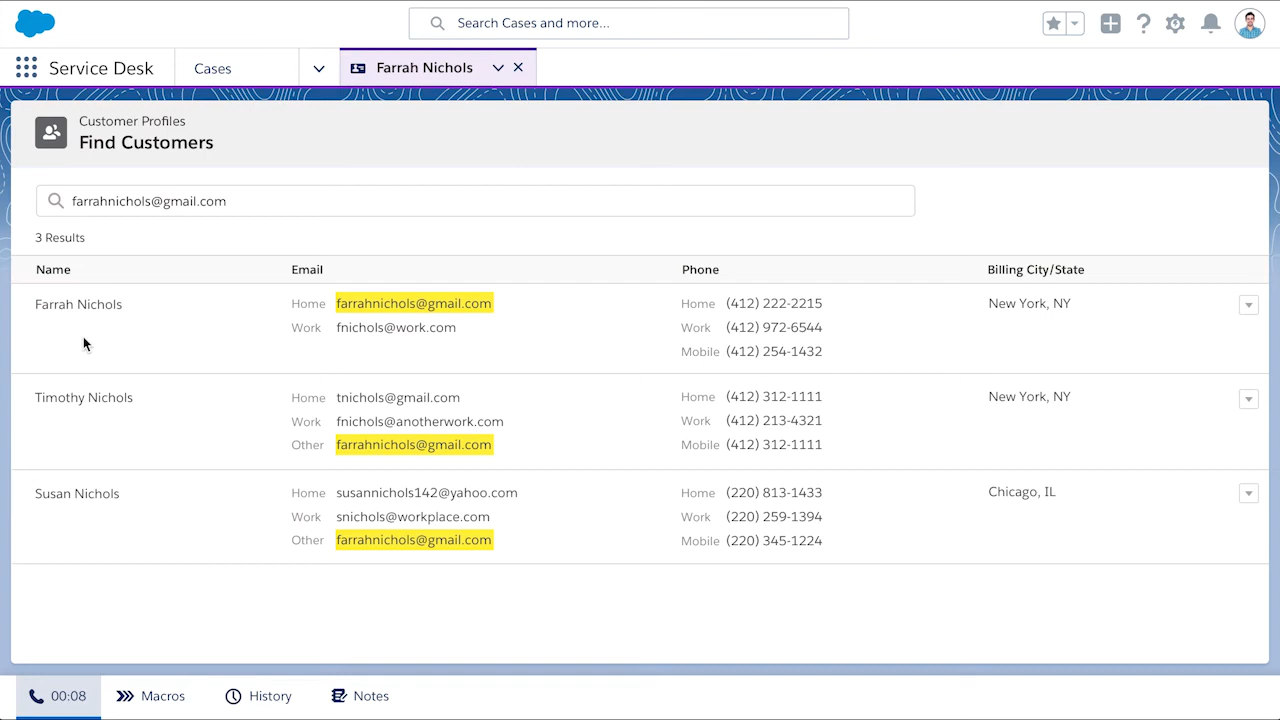 Search Cases and more...
Service Desk
Cases
Farrah Nichols
Customer Profiles
Find Customers
farrahnichols@gmail.com
3 Results
Name Email Phone Billing City/State
Farrah Nichols Home farrahnichols@gmail.com Home (412) 222-2215 New York, NY
Work fnichols@work.com Work (412) 972-6544
Mobile (412) 254-1432
Timothy Nichols Home tnichols@gmail.com Home (412) 312-1111 New York, NY
Work fnichols@anotherwork.com Work (412) 213-4321
Other farrahnichols@gmail.com Mobile (412) 312-1111
Susan Nichols Home susannichols142@yahoo.com Home (220) 813-1433 Chicago, IL
Work snichols@workplace.com Work (220) 259-1394
Other farrahnichols@gmail.com Mobile (220) 345-1224
00:08 Macros History Notes